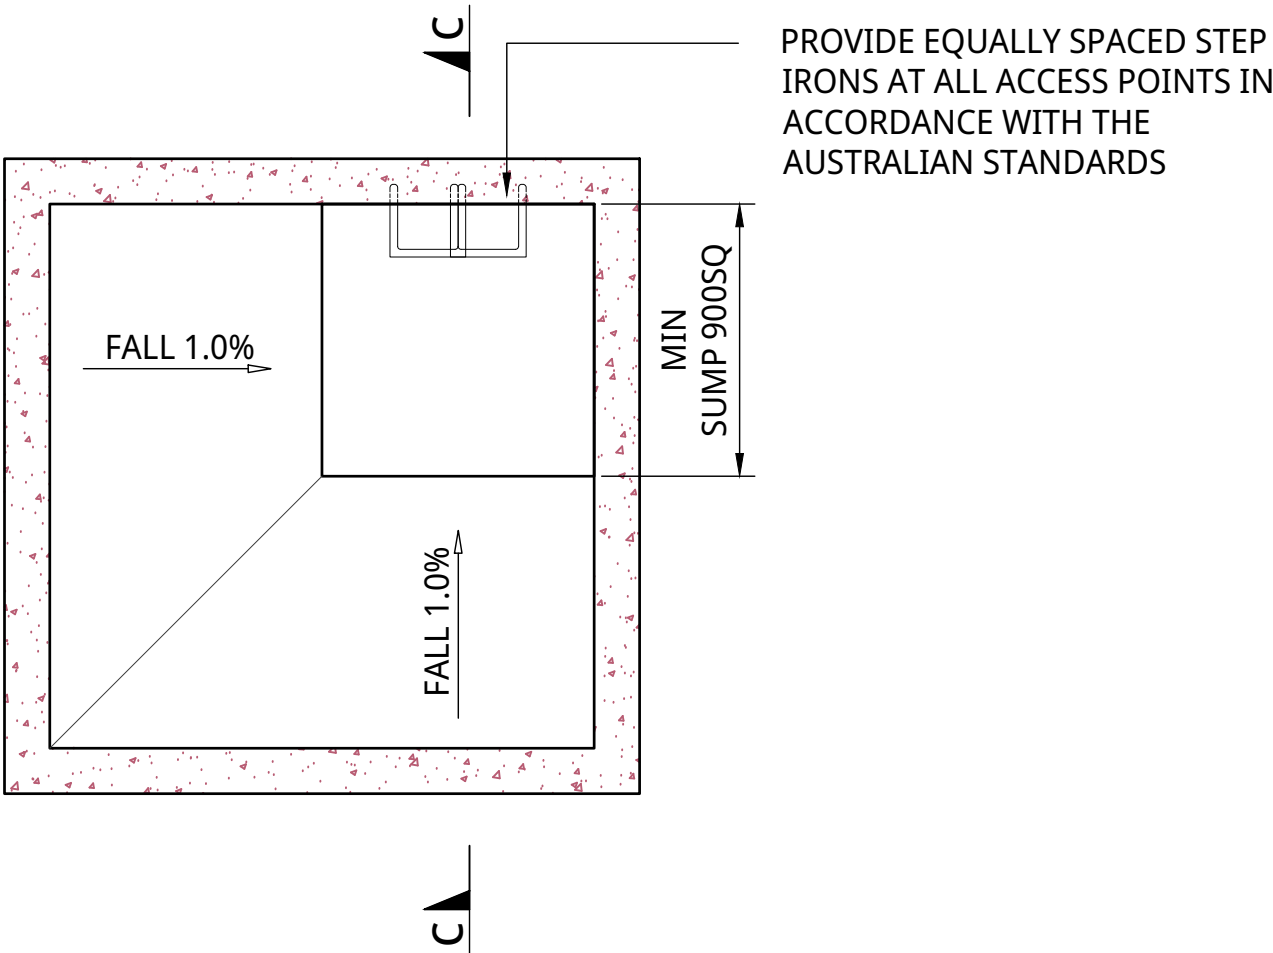 C
PROVIDE EQUALLY SPACED STEP
IRONS AT ALL ACCESS POINTS IN
ACCORDANCE WITH THE
AUSTRALIAN STANDARDS
MIN
SUMP 900SQ
FALL 1.0%
FALL 1.0%
C